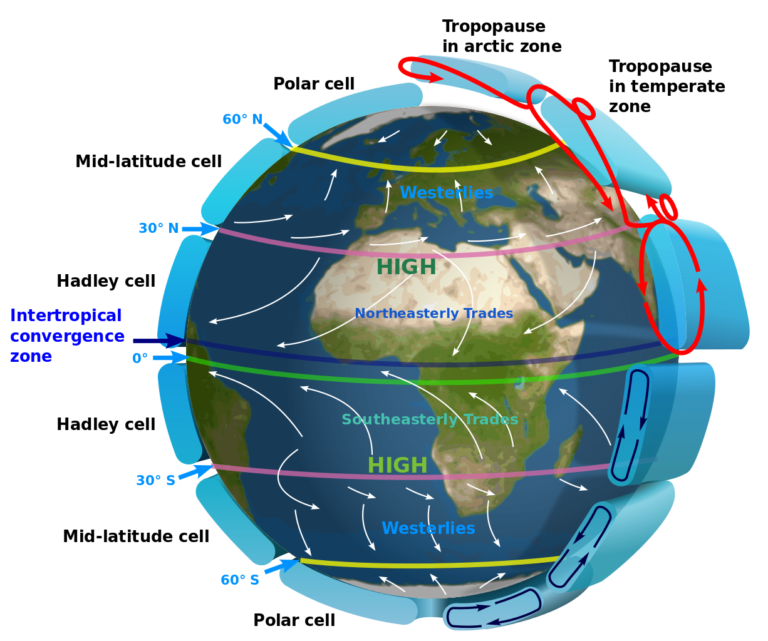 Tropopause
in arctic zone
Tropopause
in temperate
zone
Polar cell
60° N
Mid-latitude cell
Westerlies
30° N
HIGH
Hadley cell
Northeasterly Trades
Intertropical
convergence
zone
0°
Southeasterly Trades
Hadley cell
HIGH
30° S
Westerlies
Mid-latitude cell
60° S
Polar cell